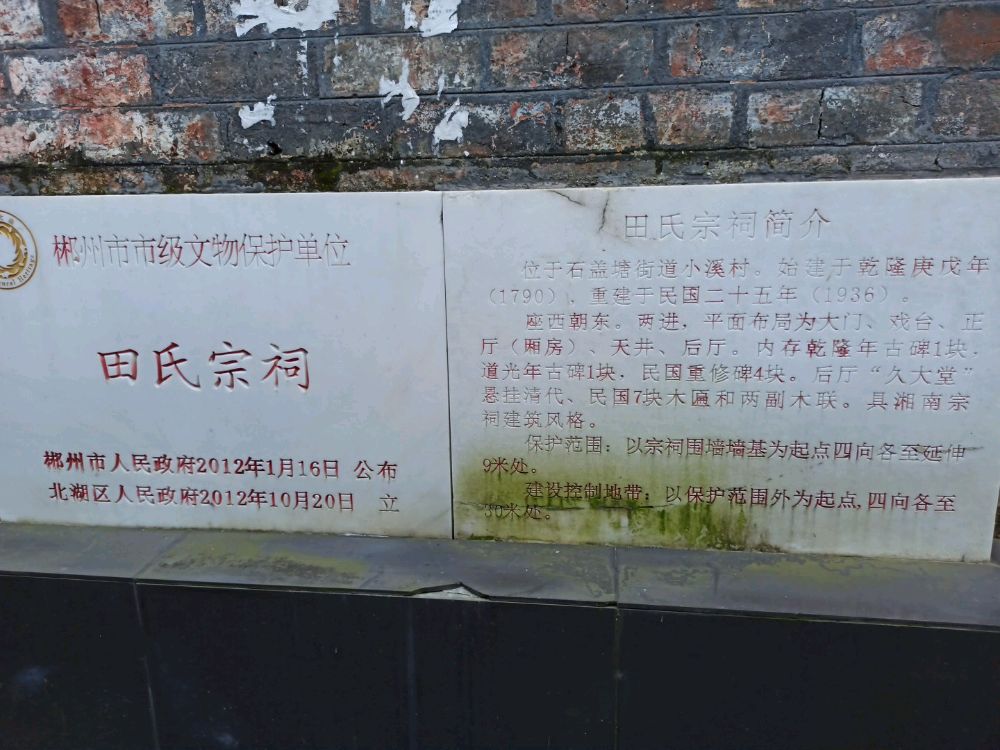 郴州市市级文物保护单位
田氏宗祠
郴州市人民政府2012年1月16日 公布
北湖区人民政府2012年10月20日 立
田氏宗祠简介
位于石盖塘街道小溪村。始建于乾隆庚戊年
（1790），重建于民国二十五年（1936）。
座西朝东。两进，平面布局为大门、戏台、正
厅（厢房）、天井、后厅。内存乾隆年古碑1块，
道光年古碑1块，民国重修碑4块。后厅“久大堂”
悬挂清代、民国7块木匾和两副木联。具湘南宗
祠建筑风格。
保护范围：以宗祠围墙墙基为起点四向各至延伸
9米处。
建设控制地带：以保护范围外为起点,四向各至
30米处。